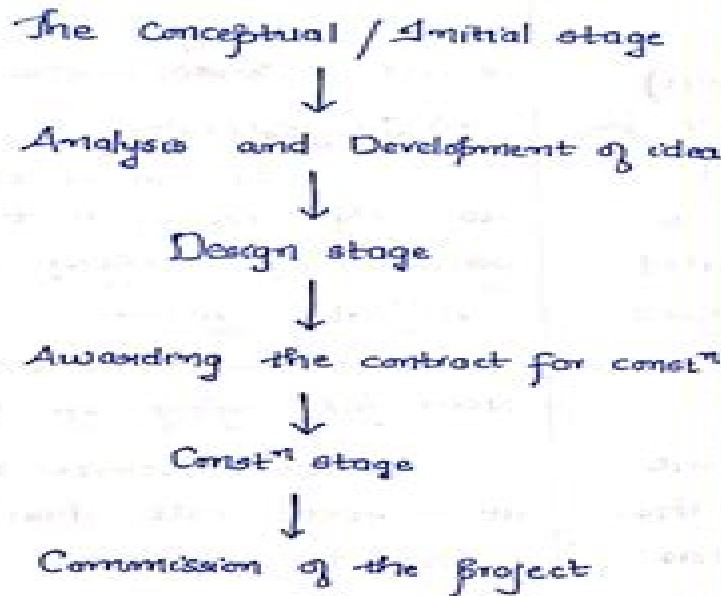 The Conceptual / Initial stage
Analysis and Development of idea
Design stage
Awarding the contract for constⁿ
Constⁿ stage
Commission of the project